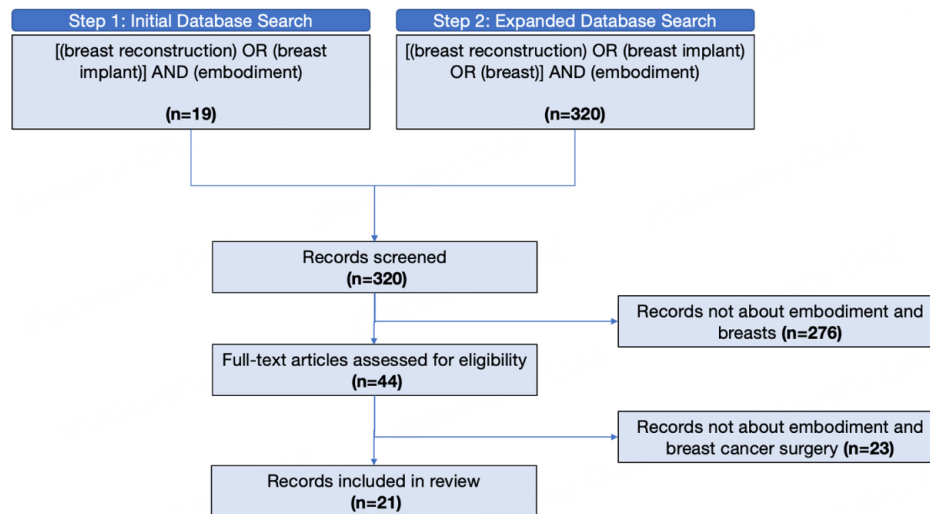 Step 1: Initial Database Search
[(breast reconstruction) OR (breast
implant)] AND (embodiment)
(n=19)
Step 2: Expanded Database Search
[(breast reconstruction) OR (breast implant)
OR (breast)] AND (embodiment)
(n=320)
Records screened
(n=320)
Records not about embodiment and
breasts (n=276)
Full-text articles assessed for eligibility
(n=44)
Records not about embodiment and
breast cancer surgery (n=23)
Records included in review
(n=21)